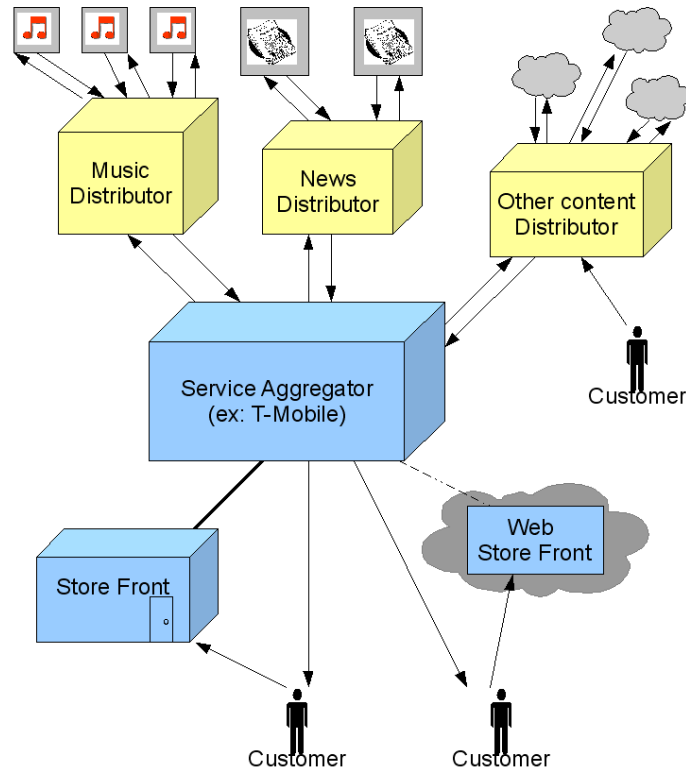 Music
Distributor
News
Distributor
Other content
Distributor
Service Aggregator
(ex: T-Mobile)
Customer
Web
Store Front
Store Front
Customer
Customer